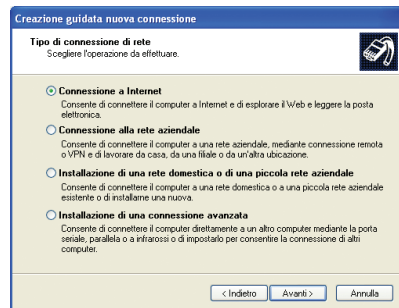 Creazione guidata nuova connessione
Tipo di connessione di rete
Scegliere l'operazione da effettuare.
Connessione a Internet
Consente di connettere il computer a Internet e di esplorare il Web e leggere la posta
elettronica.
Connessione alla rete aziendale
Consente di connettere il computer a una rete aziendale, mediante connessione remota
o VPN e di lavorare da casa, da una filiale o da un'altra ubicazione.
Installazione di una rete domestica o di una piccola rete aziendale
Consente di connettere il computer a una rete domestica o a una piccola rete aziendale
esistente o di installarne una nuova.
Installazione di una connessione avanzata
Consente di connettere il computer direttamente a un altro computer mediante la porta
seriale, parallela o a infrarossi o di impostarlo per consentire la connessione di altri
computer.
< Indietro Avanti > Annulla